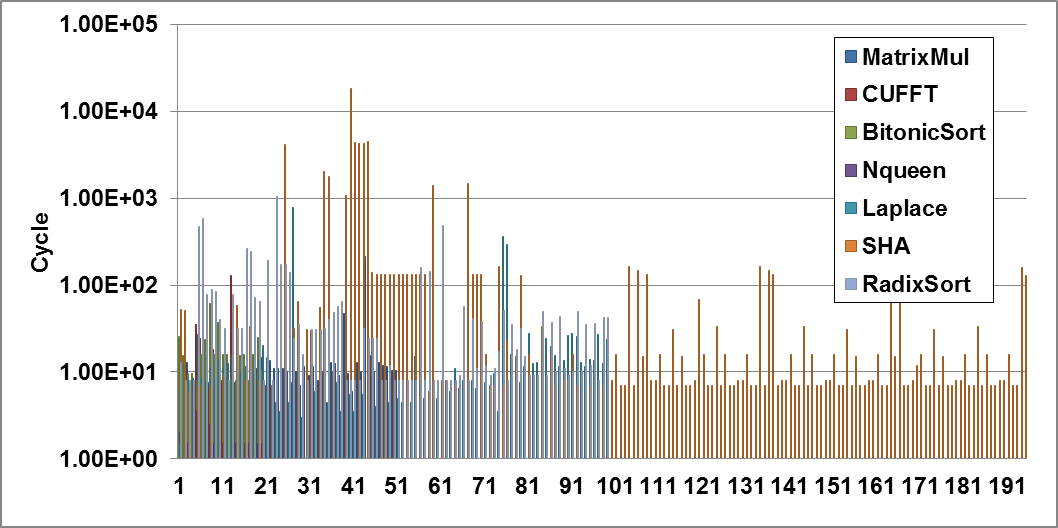 1.00E+05
1.00E+04
1.00E+03
1.00E+02
1.00E+01
1.00E+00
Cycle
MatrixMul
CUFFT
BitonicSort
Nqueen
Laplace
SHA
RadixSort
1 11 21 31 41 51 61 71 81 91 101 111 121 131 141 151 161 171 181 191